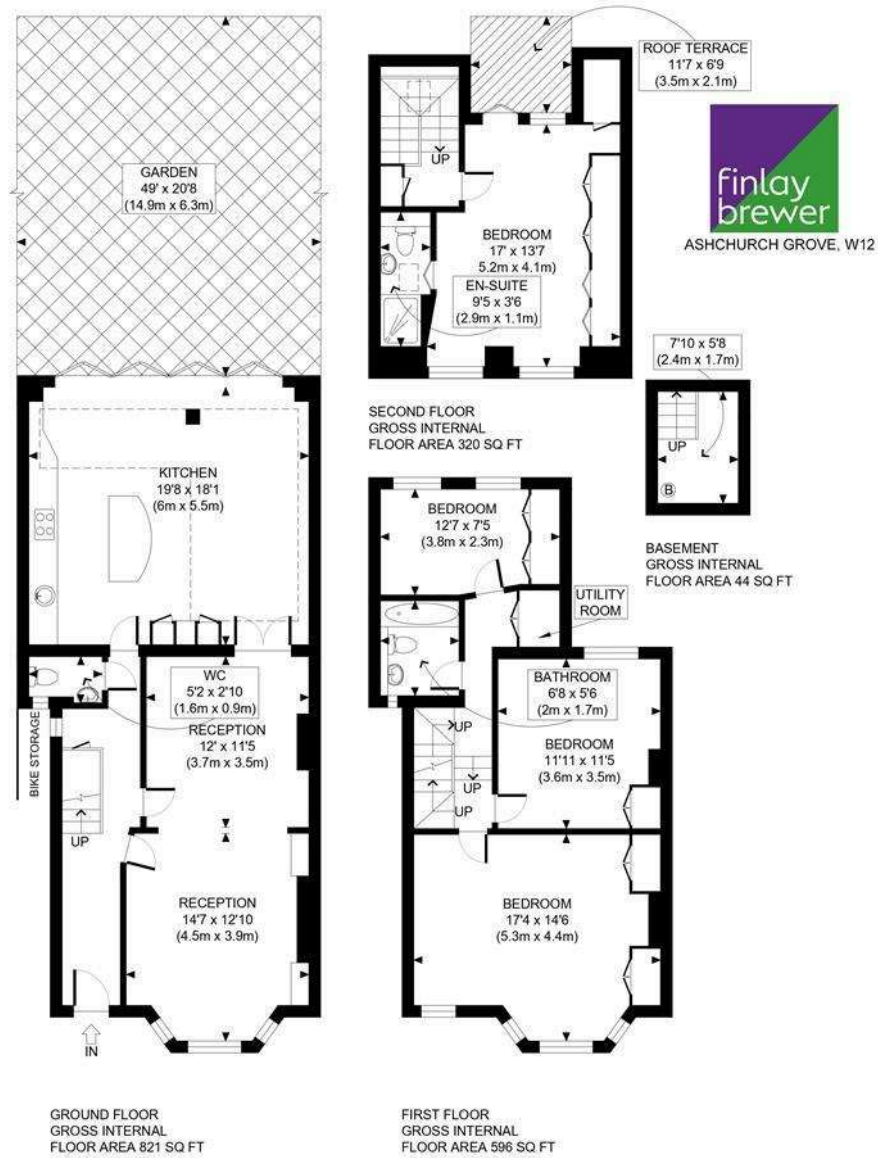 GARDEN
49' x 20'8
(14.9m x 6.3m)
KITCHEN
19'8 x 18'1
(6m x 5.5m)
WC
5'2 x 2'10
(1.6m x 0.9m)
RECEPTION
12' x 11'5
(3.7m x 3.5m)
BIKE STORAGE
UP
RECEPTION
14'7 x 12'10
(4.5m x 3.9m)
IN
GROUND FLOOR
GROSS INTERNAL
FLOOR AREA 821 SQ FT
ROOF TERRACE
11'7 x 6'9
(3.5m x 2.1m)
UP
BEDROOM
17' x 13'7
5.2m x 4.1m)
EN-SUITE
9'5 x 3'6
(2.9m x 1.1m)
SECOND FLOOR
GROSS INTERNAL
FLOOR AREA 320 SQ FT
finlay
brewer
ASHCHURCH GROVE, W12
7'10 x 5'8
(2.4m x 1.7m)
UP
B
BASEMENT
GROSS INTERNAL
FLOOR AREA 44 SQ FT
BEDROOM
12'7 x 7'5
(3.8m x 2.3m)
UTILITY
ROOM
BATHROOM
6'8 x 5'6
(2m x 1.7m)
BEDROOM
11'11 x 11'5
(3.6m x 3.5m)
UP
UP
UP
BEDROOM
17'4 x 14'6
(5.3m x 4.4m)
FIRST FLOOR
GROSS INTERNAL
FLOOR AREA 596 SQ FT